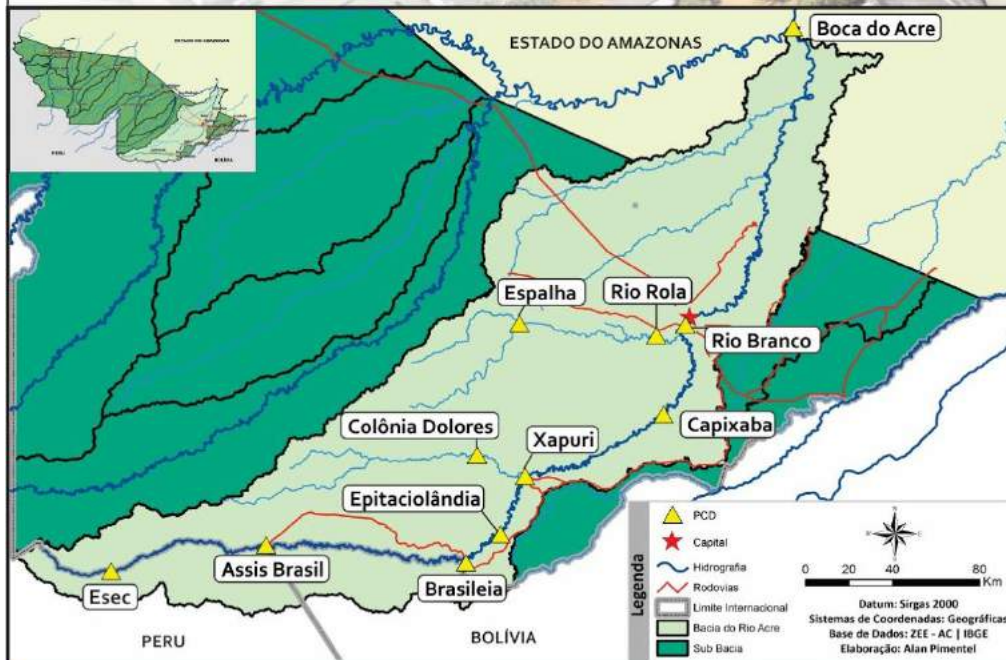 ESTADO DO AMAZONAS
Boca do Acre
PERU
BOLÍVIA
Espalha
Rio Rola
Rio Branco
Capixaba
Colônia Dolores
Xapuri
Epitaciolândia
Assis Brasil
Brasileia
Esec
PERU
BOLÍVIA
Legenda
PCD
Capital
Hidrografia
Rodovias
Limite Internacional
Bacia do Rio Acre
Sub Bacia
N
0 20 40 80
Km
Datum: Sirgas 2000
Sistemas de Coordenadas: Geográficas
Base de Dados: ZEE - AC | IBGE
Elaboração: Alan Pimentel